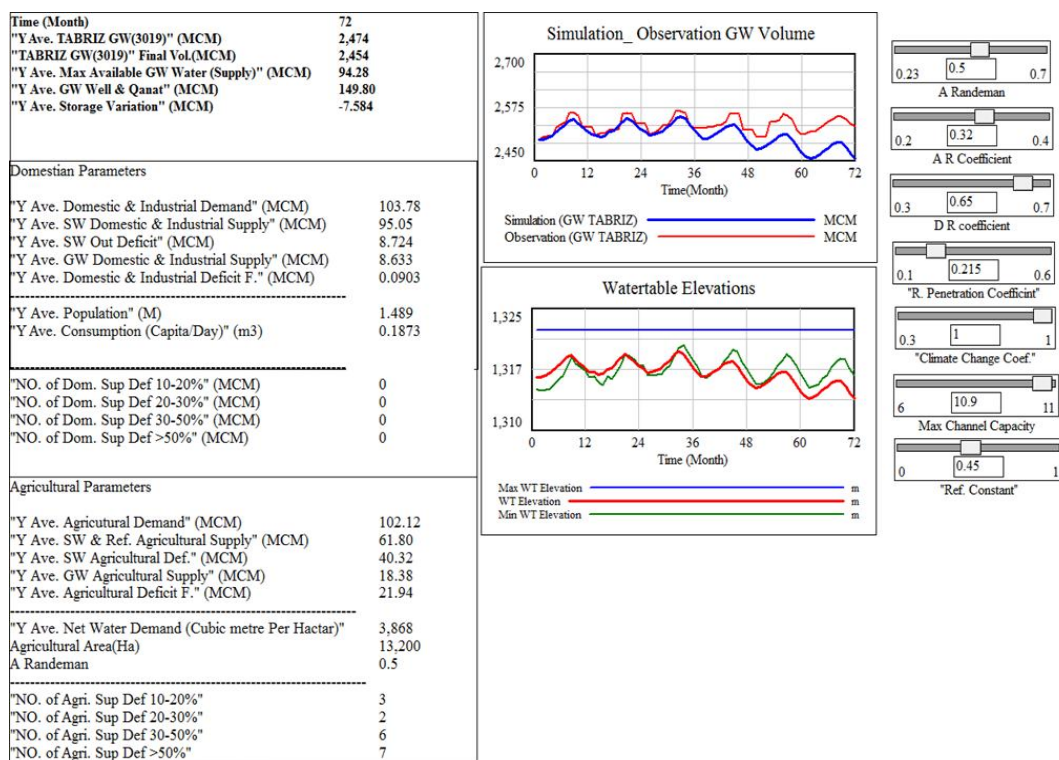 Time (Month) 72
"Y Ave. TABRIZ GW(3019)" (MCM) 2,474
"TABRIZ GW(3019)" Final Vol.(MCM) 2,454
"Y Ave. Max Available GW Water (Supply)" (MCM) 94.28
"Y Ave. GW Well & Qanat" (MCM) 149.80
"Y Ave. Storage Variation" (MCM) -7.584
Domestian Parameters
"Y Ave. Domestic & Industrial Demand" (MCM) 103.78
"Y Ave. SW Domestic & Industrial Supply" (MCM) 95.05
"Y Ave. SW Out Deficit" (MCM) 8.724
"Y Ave. GW Domestic & Industrial Supply" (MCM) 8.633
"Y Ave. Domestic & Industrial Deficit F." (MCM) 0.0903
"Y Ave. Population" (M) 1.489
"Y Ave. Consumption (Capita/Day)" (m3) 0.1873
"NO. of Dom. Sup Def 10-20%" (MCM) 0
"NO. of Dom. Sup Def 20-30%" (MCM) 0
"NO. of Dom. Sup Def 30-50%" (MCM) 0
"NO. of Dom. Sup Def >50%" (MCM) 0
Agricultural Parameters
"Y Ave. Agricutural Demand" (MCM) 102.12
"Y Ave. SW & Ref. Agricultural Supply" (MCM) 61.80
"Y Ave. SW Agricultural Def." (MCM) 40.32
"Y Ave. GW Agricultural Supply" (MCM) 18.38
"Y Ave. Agricultural Deficit F." (MCM) 21.94
"Y Ave. Net Water Demand (Cubic metre Per Hactar)" 3,868
Agricultural Area(Ha) 13,200
A Randeman 0.5
"NO. of Agri. Sup Def 10-20%" 3
"NO. of Agri. Sup Def 20-30%" 2
"NO. of Agri. Sup Def 30-50%" 6
"NO. of Agri. Sup Def >50%" 7
Simulation_ Observation GW Volume
2,700
2,575
2,450
0 12 24 36 48 60 72
Time(Month)
Simulation (GW TABRIZ) MCM
Observation (GW TABRIZ) MCM
Watertable Elevations
1,325
1,317
1,310
0 12 24 36 48 60 72
Time (Month)
Max WT Elevation m
WT Elevation m
Min WT Elevation m
0.23 0.5 0.7
A Randeman
0.2 0.32 0.4
A R Coefficient
0.3 0.65 0.7
D R coefficient
0.1 0.215 0.6
"R. Penetration Coefficint"
0.3 1 1
"Climate Change Coef."
6 10.9 11
Max Channel Capacity
0 0.45 1
"Ref. Constant"